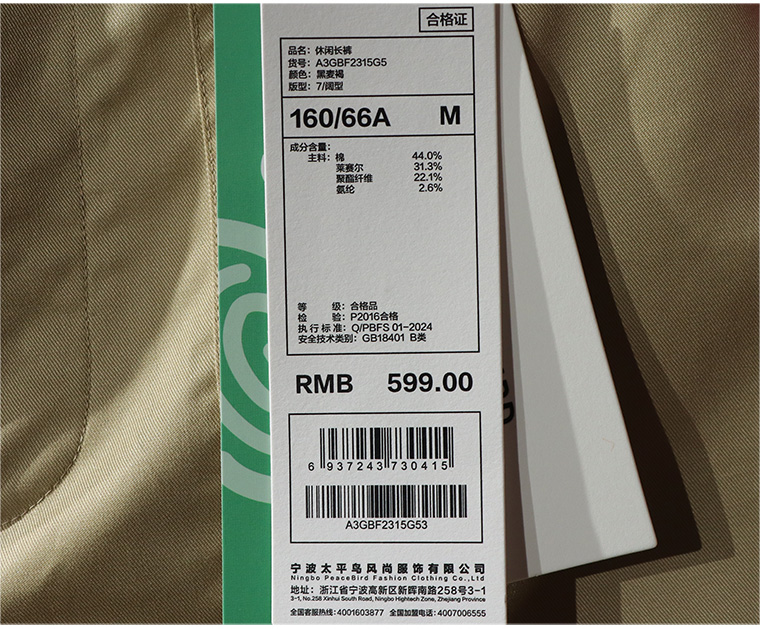 合格证
品名: 休闲长裤
货号: A3GBF2315G5
颜色: 黑麦褐
版型: 7/阔型
160/66A M
成分含量:
主料: 棉 44.0%
莱赛尔 31.3%
聚酯纤维 22.1%
氨纶 2.6%
等级: 合格品
检验: P2016合格
执行标准: Q/PBFS 01-2024
安全技术类别: GB18401 B类
RMB 599.00
6 937243 730415
A3GBF2315G53
宁波太平鸟风尚服饰有限公司
Ningbo PeaceBird Fashion Clothing Co.,Ltd
地址: 浙江省宁波高新区新晖南路258号3-1
3-1, No.258 Xinhui South Road, Ningbo Hightech Zone, Zhejiang Province
全国客服热线: 4001603877 全国加盟电话: 4007006555